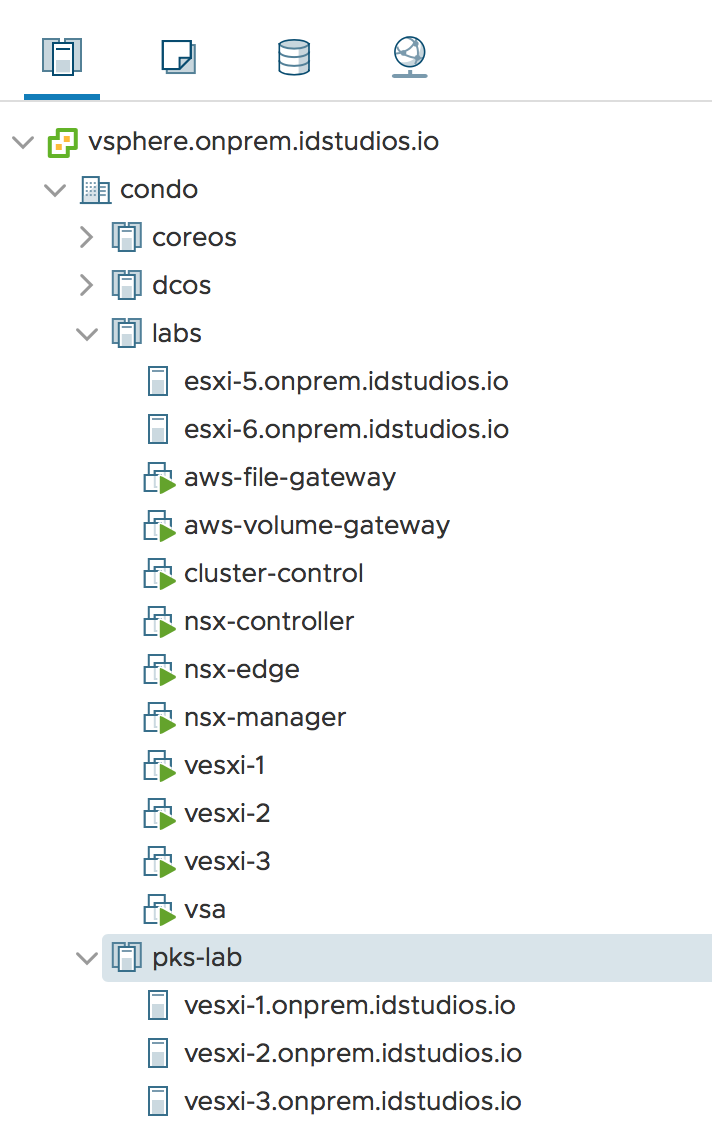 vsphere.onprem.idstudios.io
condo
coreos
dcos
labs
esxi-5.onprem.idstudios.io
esxi-6.onprem.idstudios.io
aws-file-gateway
aws-volume-gateway
cluster-control
nsx-controller
nsx-edge
nsx-manager
vesxi-1
vesxi-2
vesxi-3
vsa
pks-lab
vesxi-1.onprem.idstudios.io
vesxi-2.onprem.idstudios.io
vesxi-3.onprem.idstudios.io